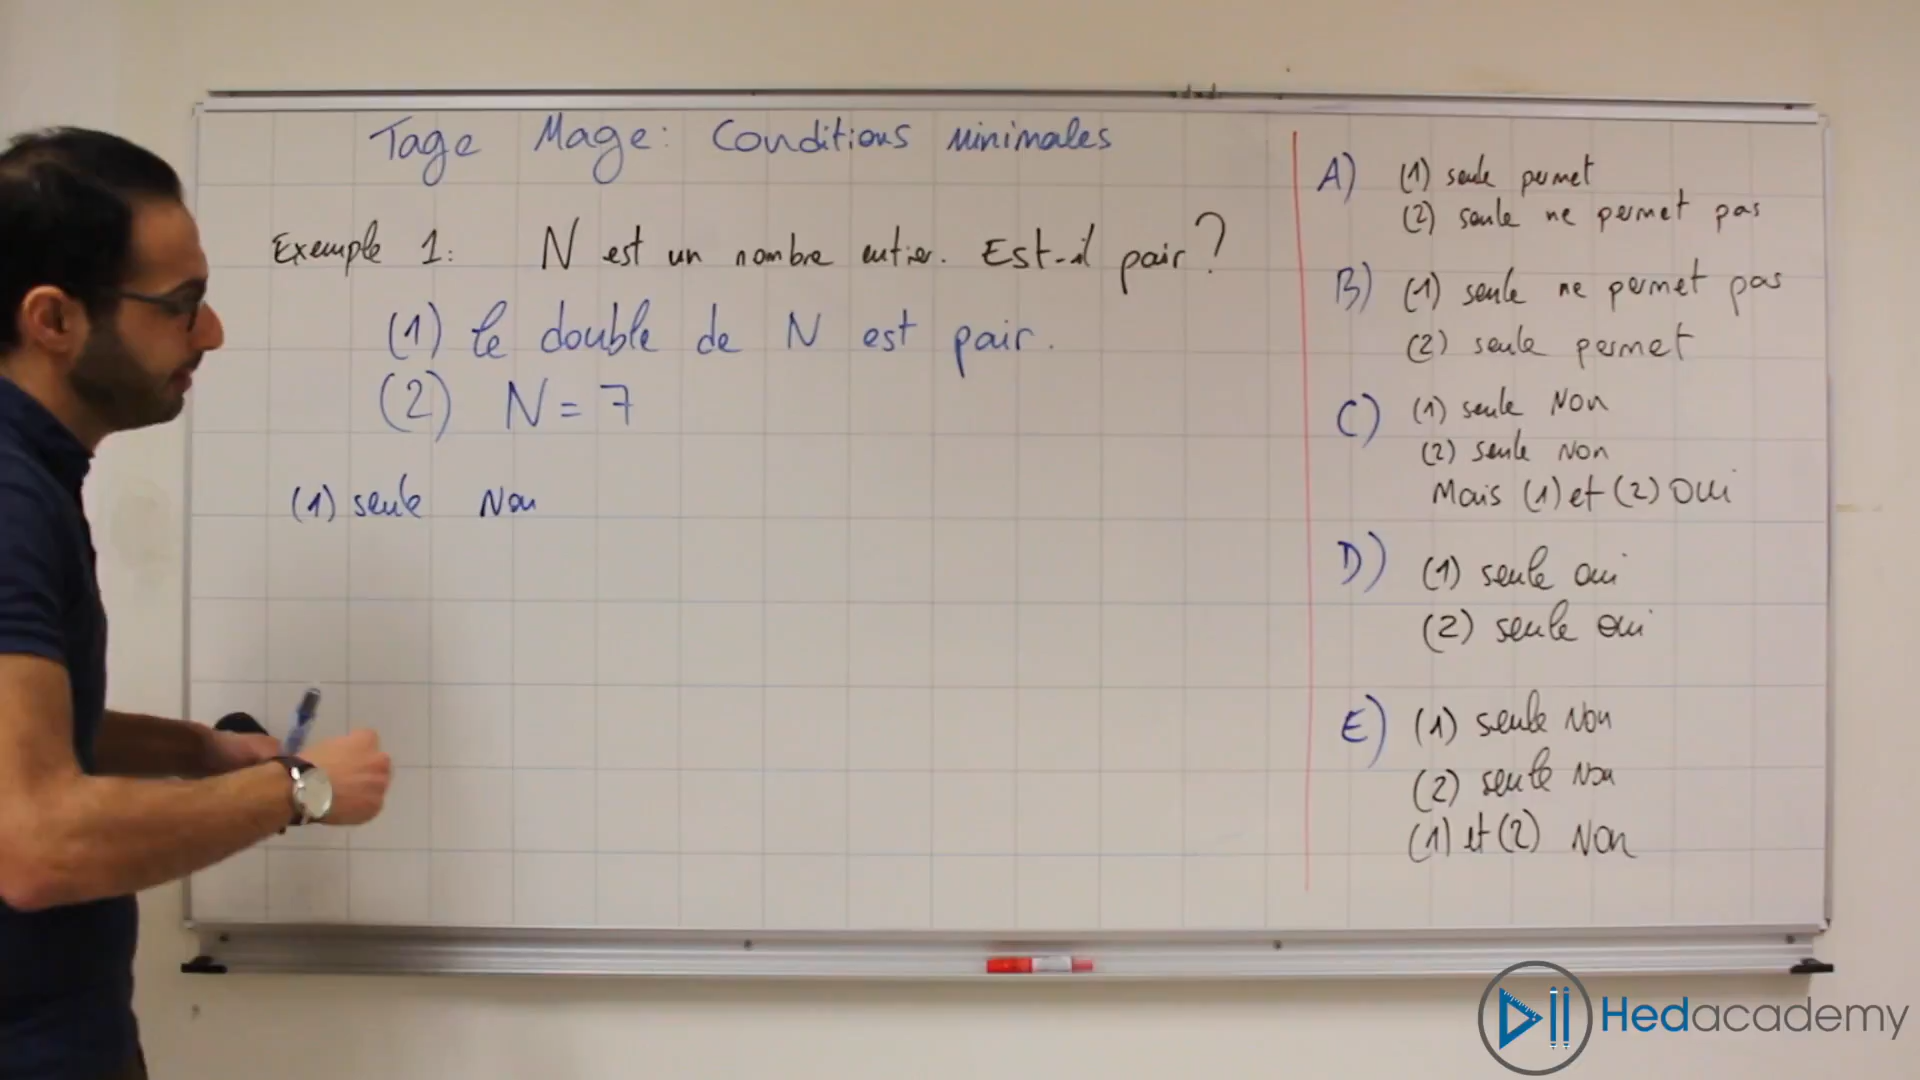 Tage Mage: Conditions minimales
Exemple 1: N est un nombre entier. Est-il pair?
(1) le double de N est pair.
(2) N = 7
(1) seule Non
A) (1) seule permet
(2) seule ne permet pas
B) (1) seule ne permet pas
(2) seule permet
C) (1) seule Non
(2) seule Non
Mais (1) et (2) OUI
D) (1) seule oui
(2) seule oui
E) (1) seule Non
(2) seule Non
(1) et (2) Non
Hedacademy